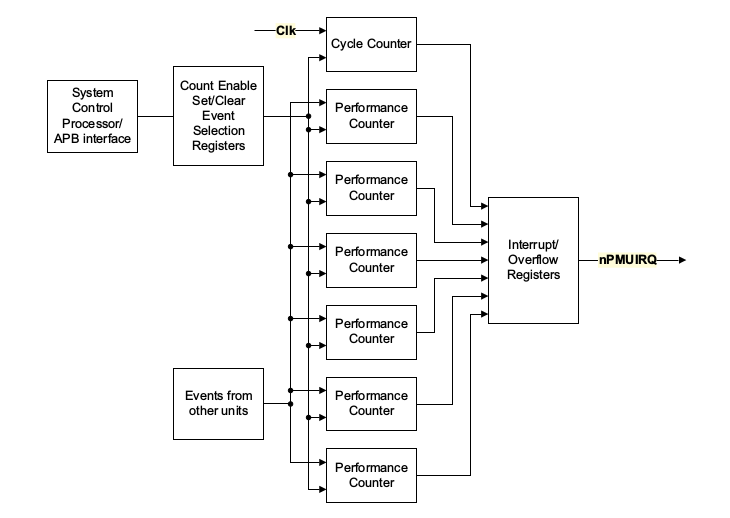 Clk
Cycle Counter
System
Control
Processor/
APB interface
Count Enable
Set/Clear
Event
Selection
Registers
Performance
Counter
Performance
Counter
Performance
Counter
Performance
Counter
Performance
Counter
Performance
Counter
Events from
other units
Interrupt/
Overflow
Registers
nPMUIRQ